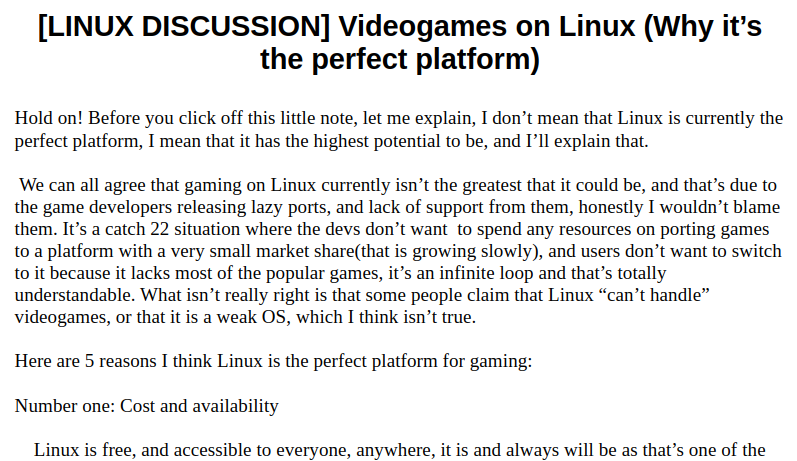 [LINUX DISCUSSION] Videogames on Linux (Why it’s
the perfect platform)
Hold on! Before you click off this little note, let me explain, I don’t mean that Linux is currently the
perfect platform, I mean that it has the highest potential to be, and I’ll explain that.
We can all agree that gaming on Linux currently isn’t the greatest that it could be, and that’s due to
the game developers releasing lazy ports, and lack of support from them, honestly I wouldn’t blame
them. It’s a catch 22 situation where the devs don’t want  to spend any resources on porting games
to a platform with a very small market share(that is growing slowly), and users don’t want to switch
to it because it lacks most of the popular games, it’s an infinite loop and that’s totally
understandable. What isn’t really right is that some people claim that Linux “can’t handle”
videogames, or that it is a weak OS, which I think isn’t true.
Here are 5 reasons I think Linux is the perfect platform for gaming:
Number one: Cost and availability
Linux is free, and accessible to everyone, anywhere, it is and always will be as that’s one of the